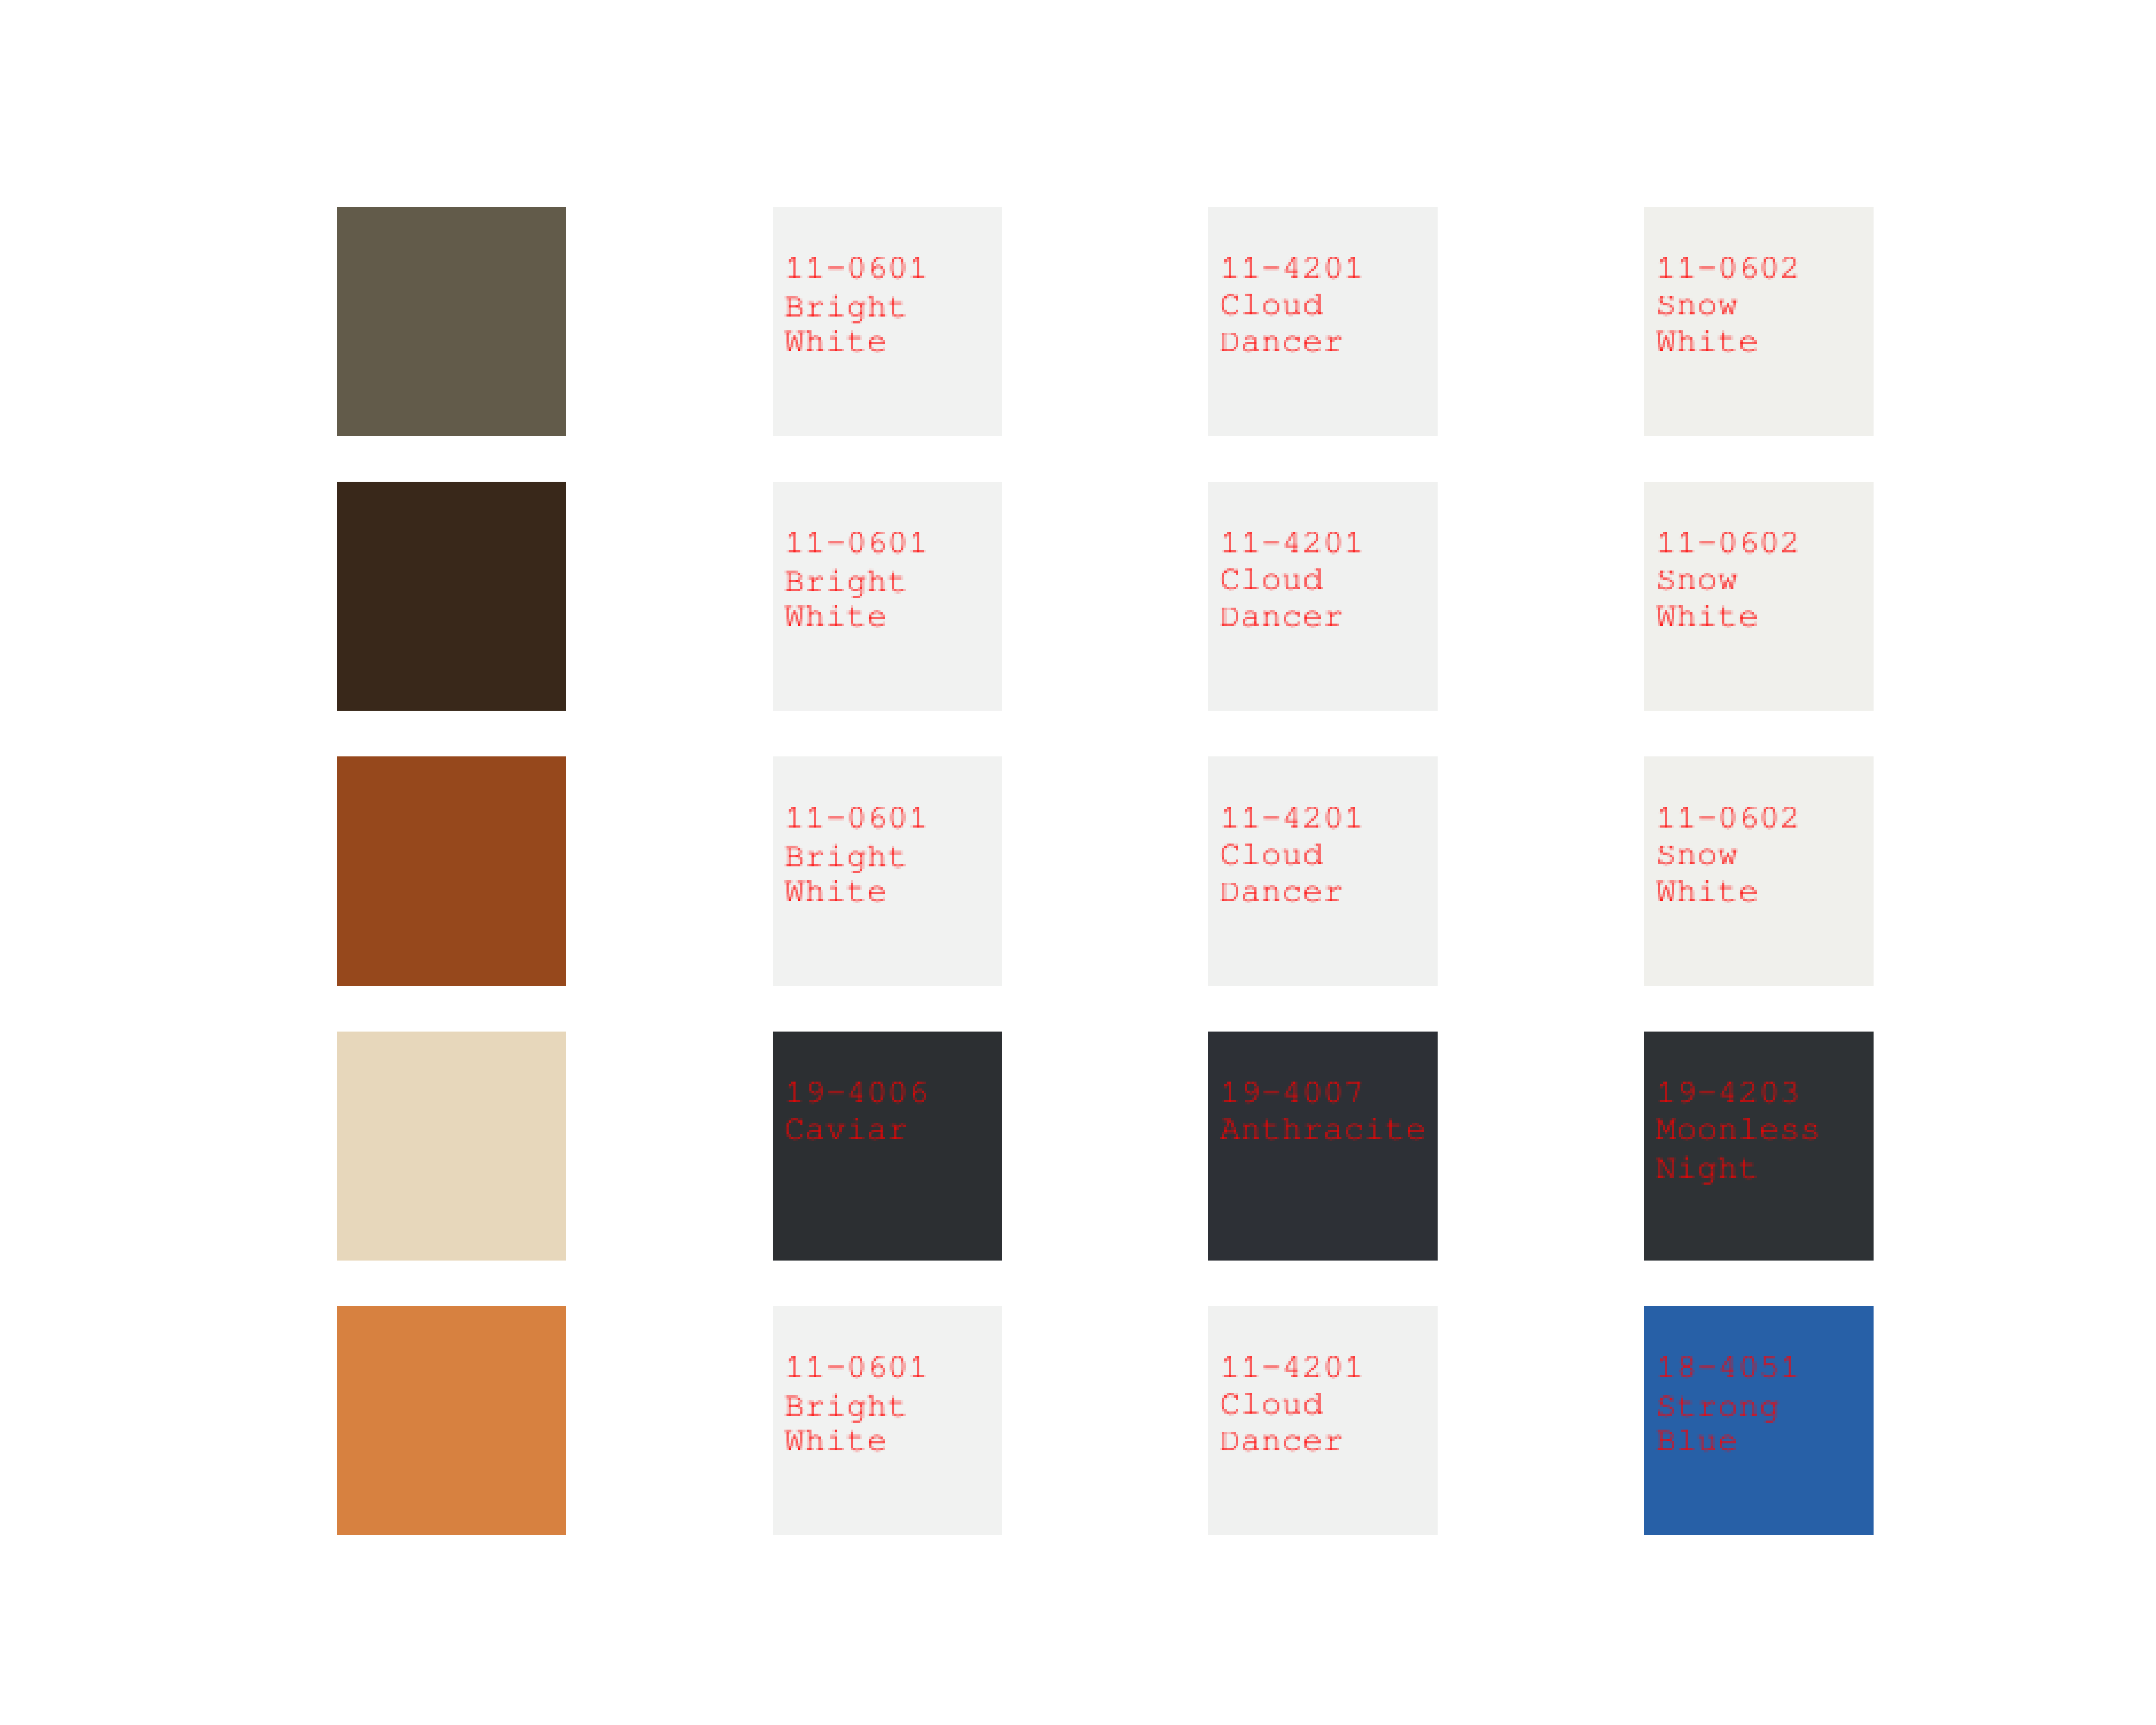 11-0601
Bright
White
11-4201
Cloud
Dancer
11-0602
Snow
White
11-0601
Bright
White
11-4201
Cloud
Dancer
11-0602
Snow
White
11-0601
Bright
White
11-4201
Cloud
Dancer
11-0602
Snow
White
19-4006
Caviar
19-4007
Anthracite
19-4203
Moonless
Night
11-0601
Bright
White
11-4201
Cloud
Dancer
18-4051
Strong
Blue